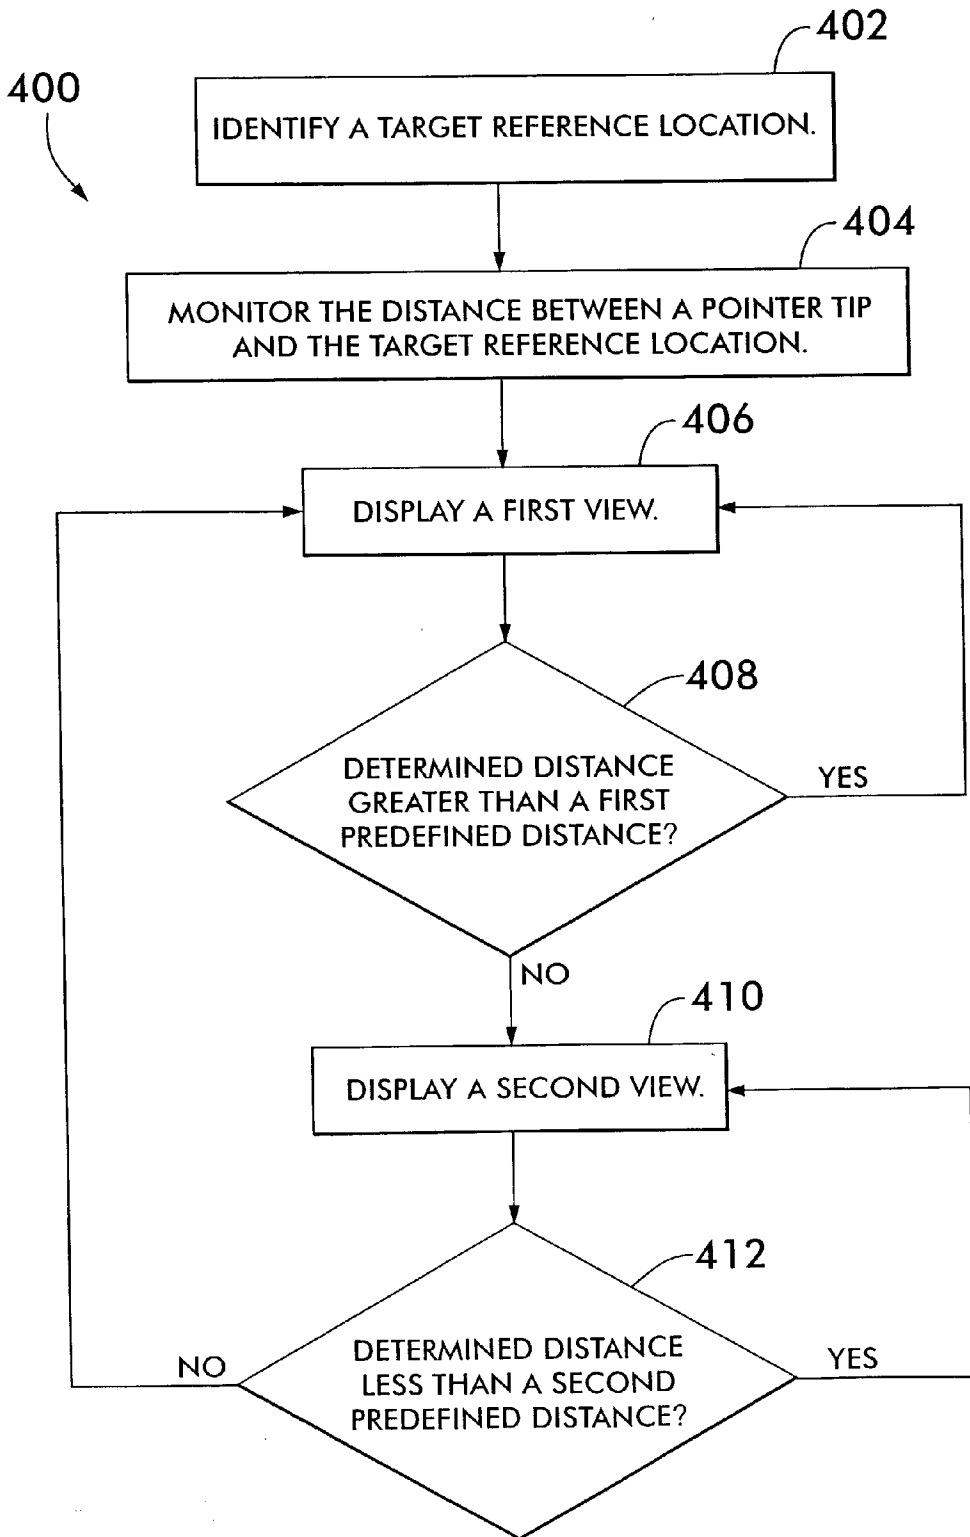 402
400
IDENTIFY A TARGET REFERENCE LOCATION.
404
MONITOR THE DISTANCE BETWEEN A POINTER TIP
AND THE TARGET REFERENCE LOCATION.
406
DISPLAY A FIRST VIEW.
408
DETERMINED DISTANCE
GREATER THAN A FIRST
PREDEFINED DISTANCE?
YES
NO
410
DISPLAY A SECOND VIEW.
412
DETERMINED DISTANCE
LESS THAN A SECOND
PREDEFINED DISTANCE?
NO
YES